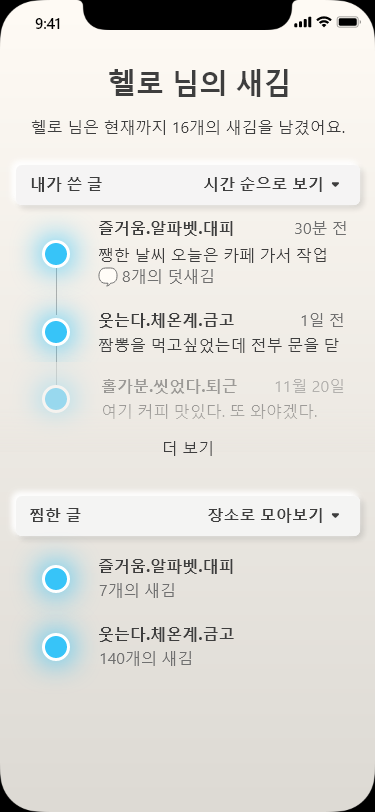 9:41
헬로 님의 새김
헬로 님은 현재까지 16개의 새김을 남겼어요.
내가 쓴 글 시간 순으로 보기
즐거움.알파벳.대피 30분 전
쨍한 날씨 오늘은 카페 가서 작업
8개의 덧새김
웃는다.체온계.금고 1일 전
짬뽕을 먹고싶었는데 전부 문을 닫
홀가분.씻었다.퇴근 11월 20일
여기 커피 맛있다. 또 와야겠다.
더 보기
찜한 글 장소로 모아보기
즐거움.알파벳.대피
7개의 새김
웃는다.체온계.금고
140개의 새김